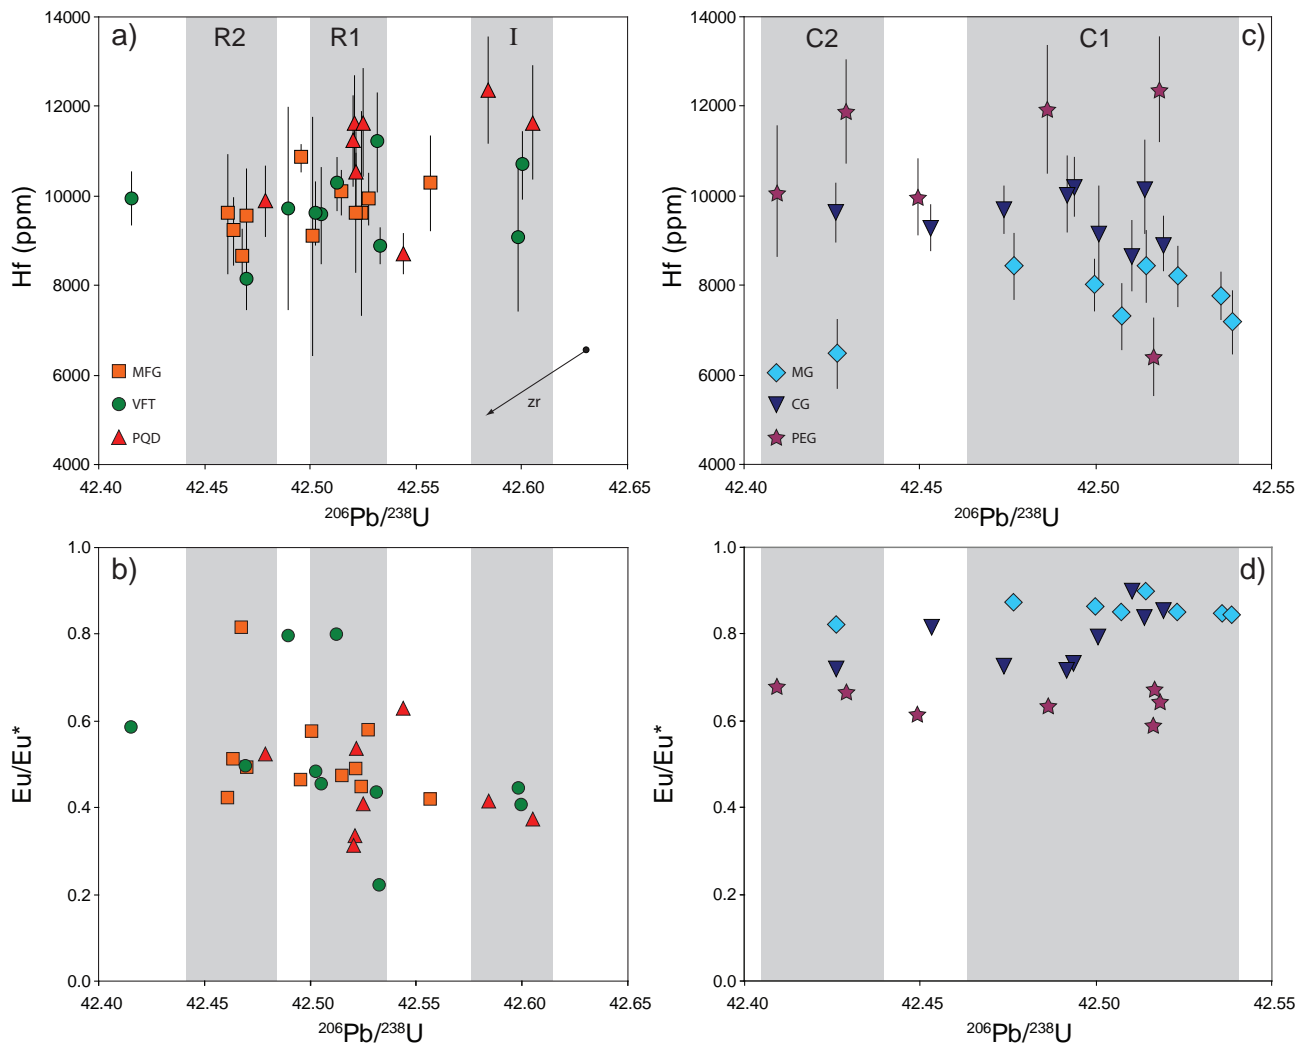 a)
R2
R1
I
14000
12000
10000
8000
6000
4000
Hf (ppm)
MFG
VFT
PQD
zr
42.40
42.45
42.50
42.55
42.60
42.65
²⁰⁶Pb/²³⁸U
C2
C1
c)
14000
12000
10000
8000
6000
4000
Hf (ppm)
MG
CG
PEG
42.40
42.45
42.50
42.55
²⁰⁶Pb/²³⁸U
b)
1.0
0.8
0.6
0.4
0.2
0.0
Eu/Eu*
42.40
42.45
42.50
42.55
42.60
42.65
²⁰⁶Pb/²³⁸U
d)
1.0
0.8
0.6
0.4
0.2
0.0
Eu/Eu*
42.40
42.45
42.50
42.55
²⁰⁶Pb/²³⁸U